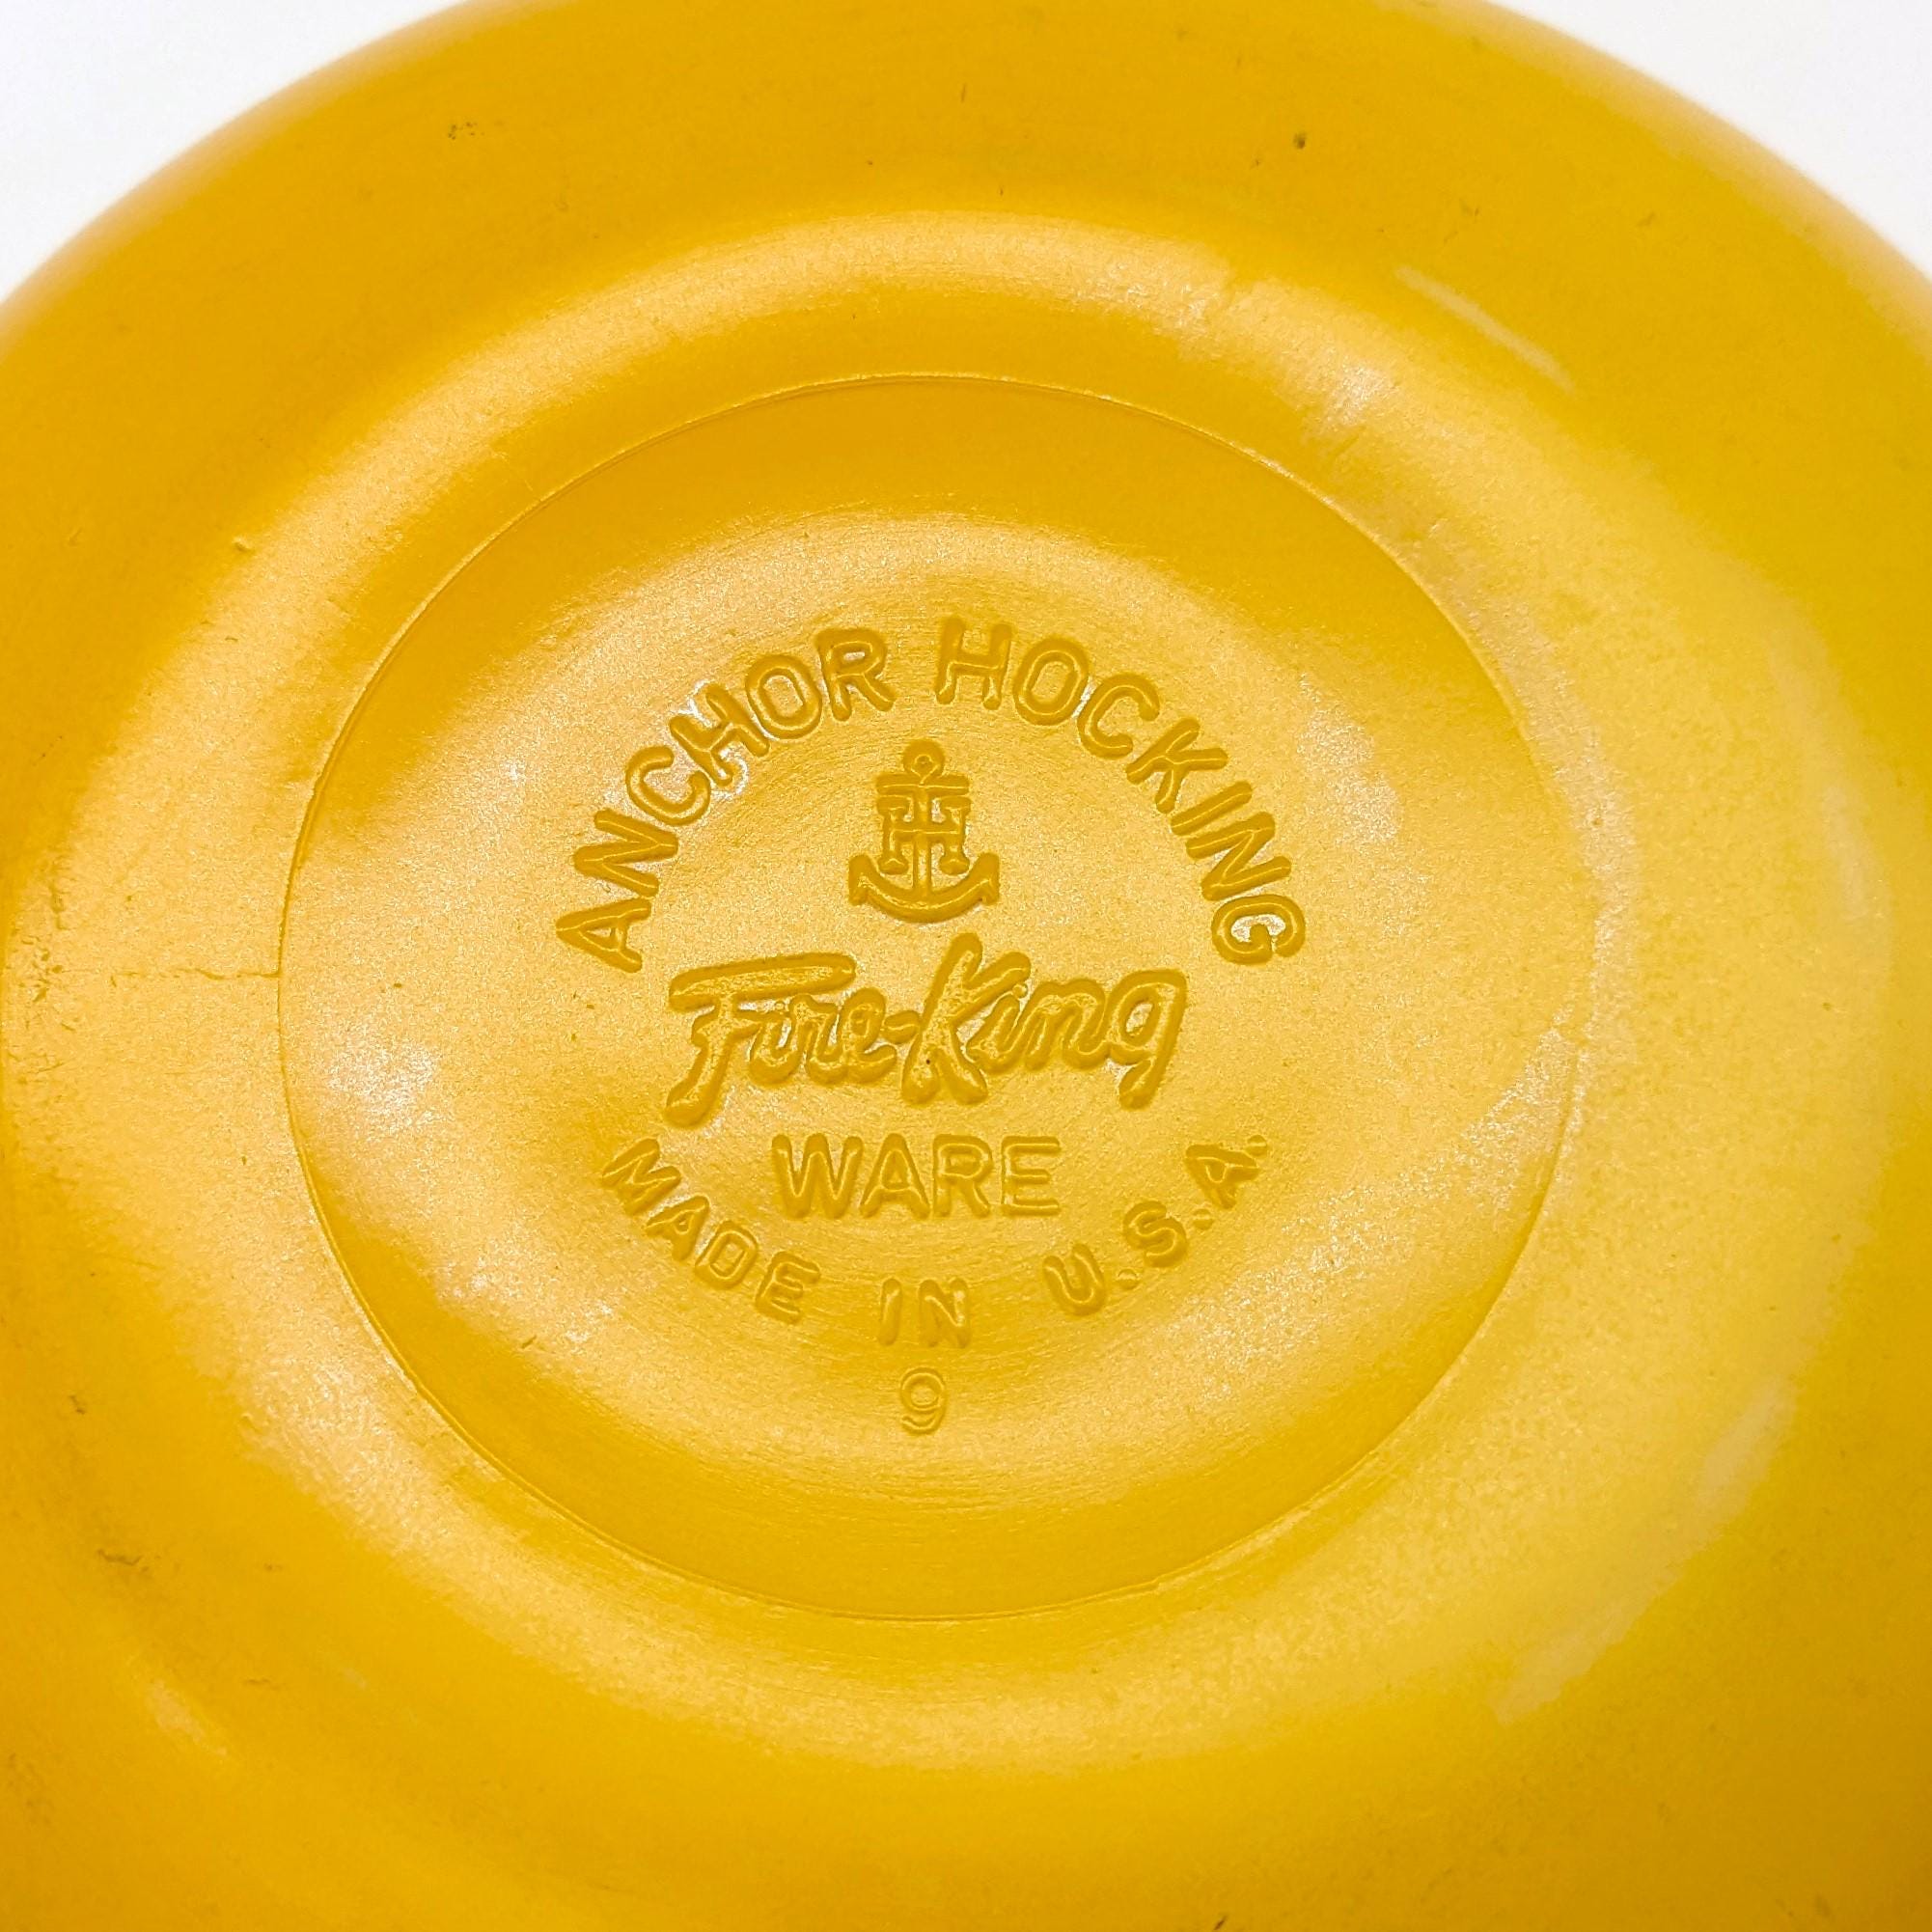 ANCHOR HOCKING
Fire-King
WARE
MADE IN U.S.A.
9